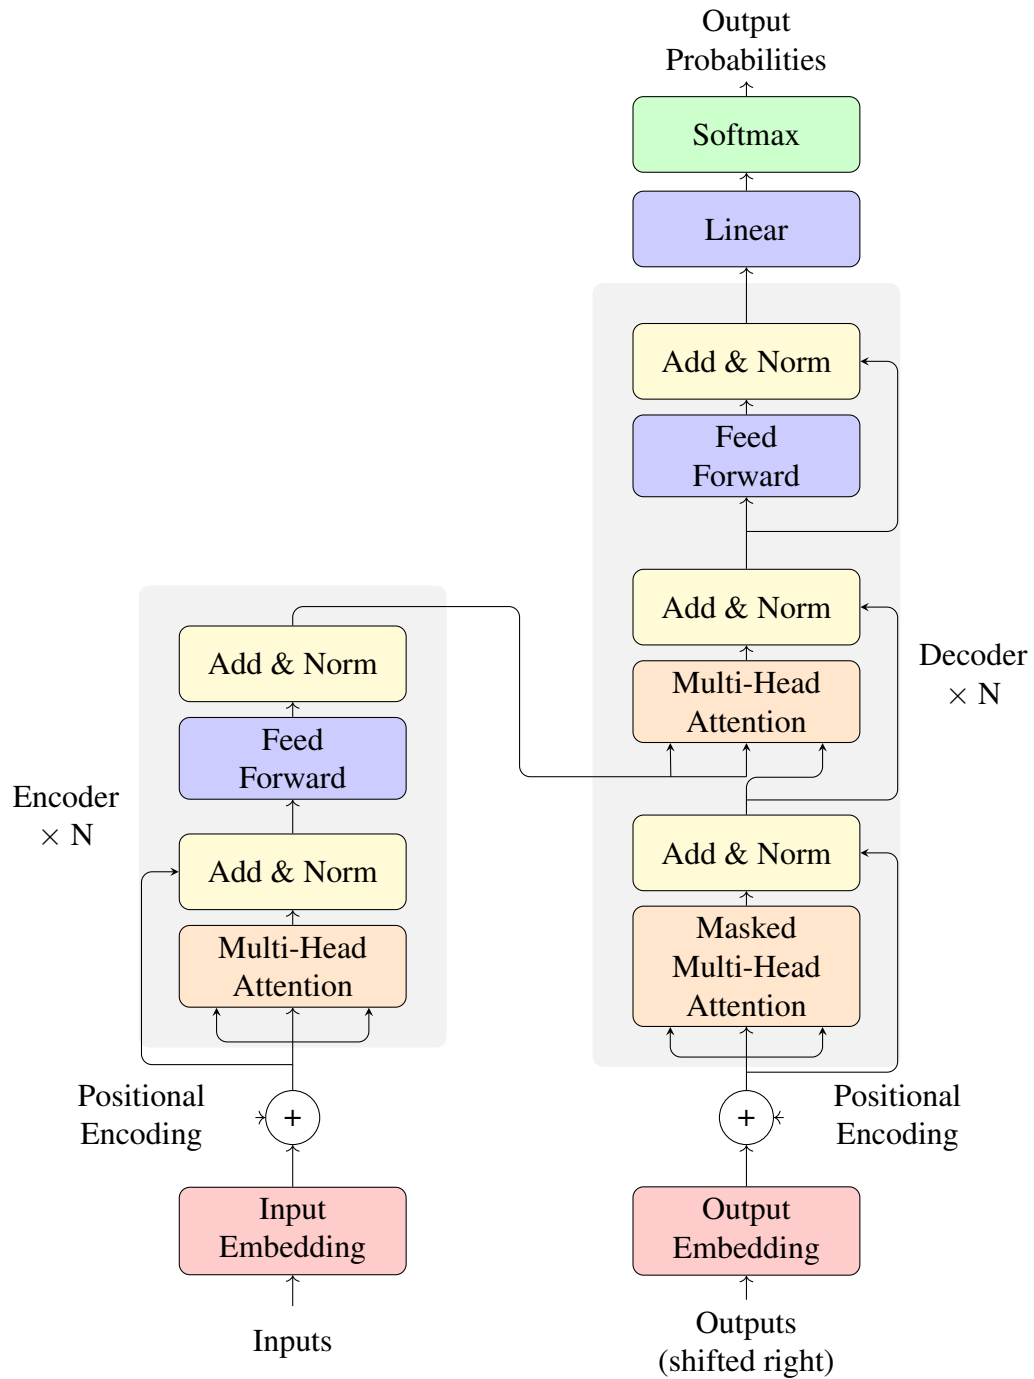 Output
Probabilities
Softmax
Linear
Add & Norm
Feed
Forward
Add & Norm
Multi-Head
Attention
Decoder
× N
Add & Norm
Masked
Multi-Head
Attention
Positional
Encoding
+
Output
Embedding
Outputs
(shifted right)
Add & Norm
Feed
Forward
Encoder
× N
Add & Norm
Multi-Head
Attention
Positional
Encoding
+
Input
Embedding
Inputs